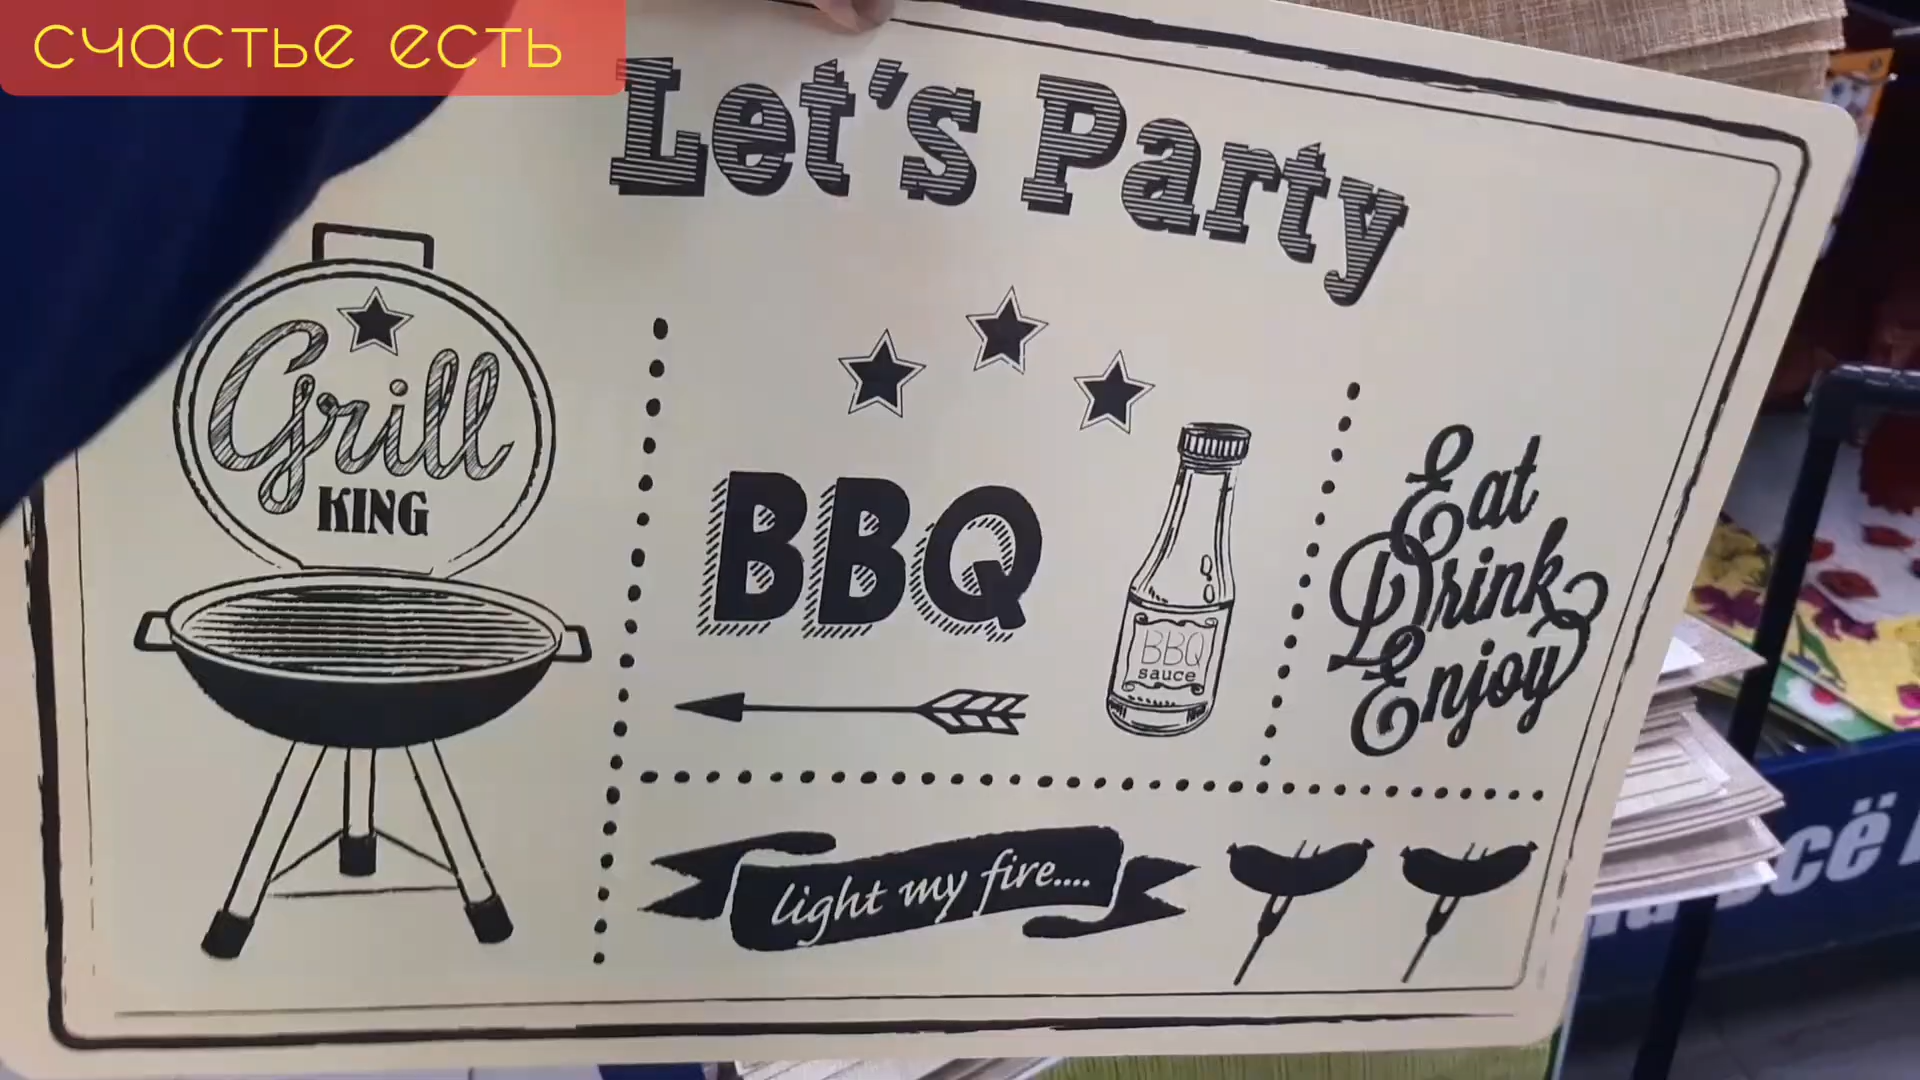 счастье есть
Let's Party
Grill
KING
BBQ
BBQ
sauce
Eat
Drink
Enjoy
light my fire....